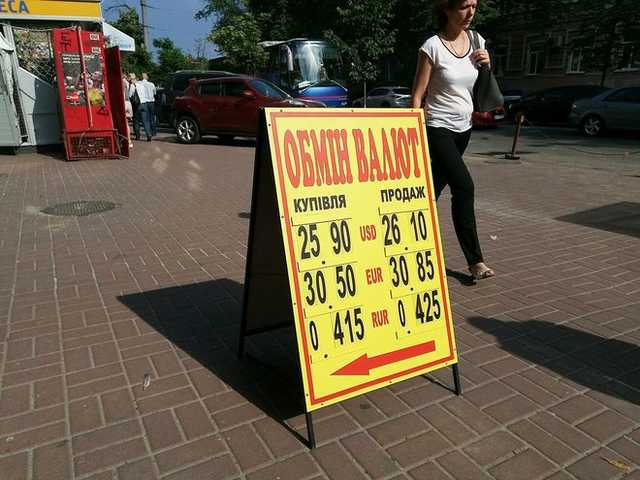 ОБМІН ВАЛЮТ
КУПІВЛЯ ПРОДАЖ
25.90 USD 26.10
30.50 EUR 30.85
0.415 RUR 0.425